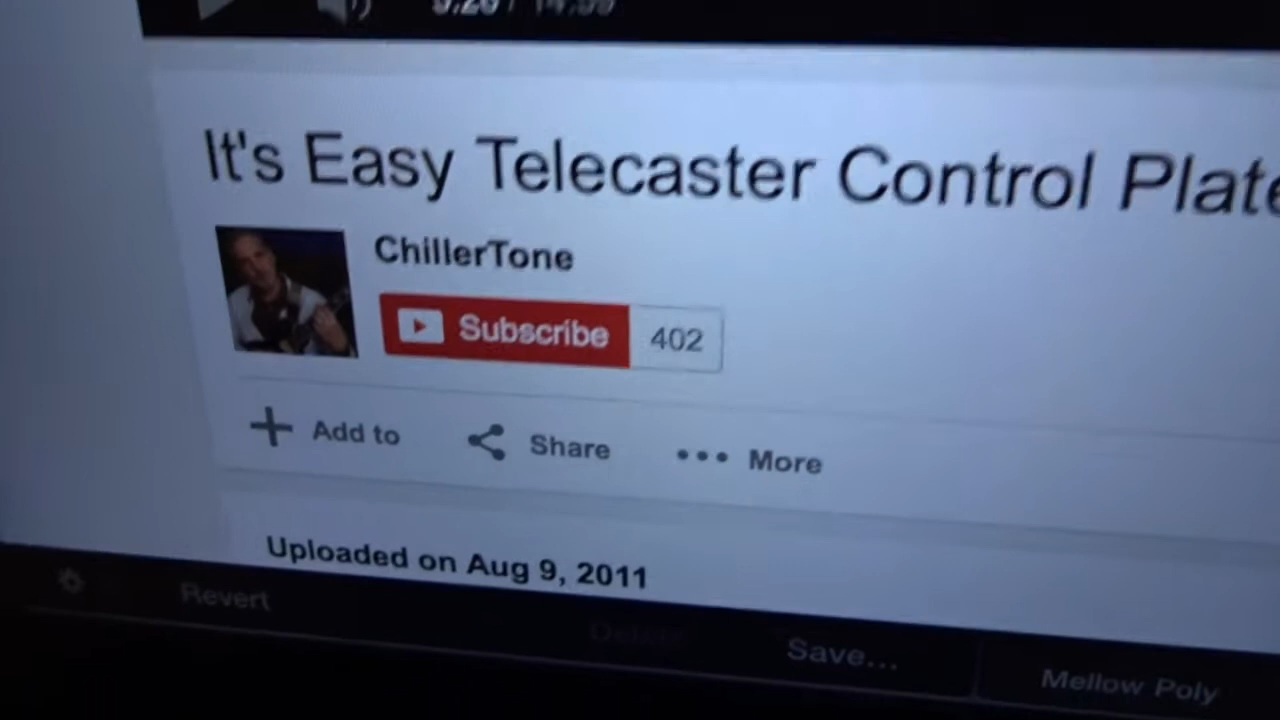 It's Easy Telecaster Control Plate
ChillerTone
Subscribe 402
Add to Share More
Uploaded on Aug 9, 2011
Revert Save... Mellow Poly